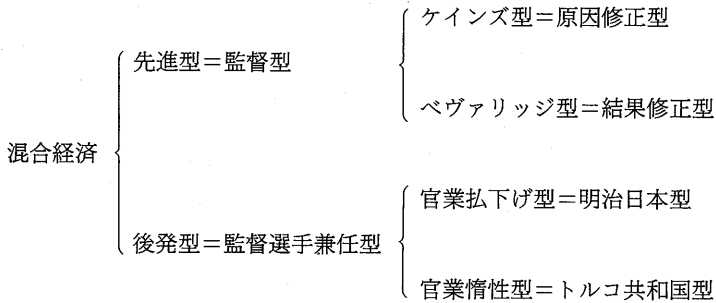 ケインズ型＝原因修正型
先進型＝監督型
ベヴァリッジ型＝結果修正型
混合経済
官業払下げ型＝明治日本型
後発型＝監督選手兼任型
官業惰性型＝トルコ共和国型